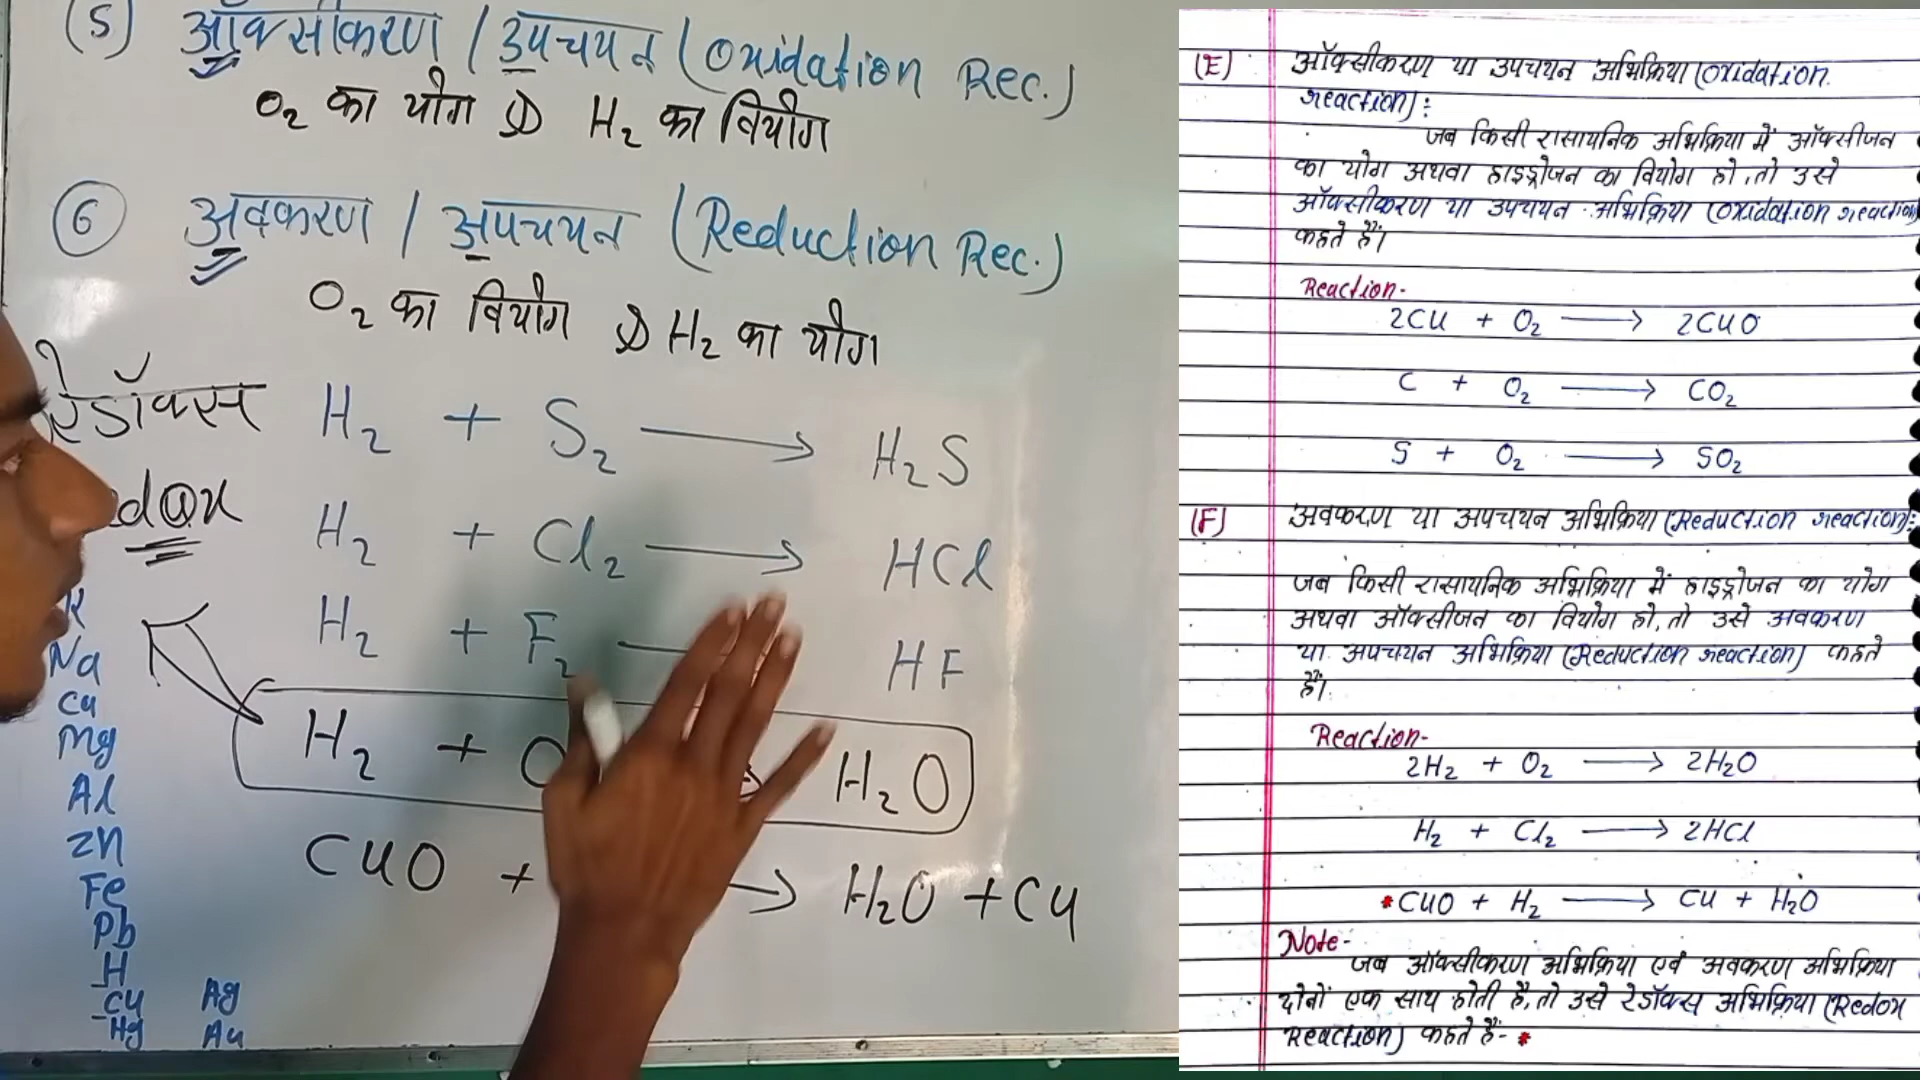 (5) ऑक्सीकरण / उपचयन (Oxidation Rec.)
O₂ का योग का वियोग H₂
6 अवकरण / अपचयन (Reduction Rec.)
O₂ का वियोग H₂ का योग
रेडॉक्स
H₂ + S₂ → H₂S
H₂ + Cl₂ → HCl
H₂ + F₂ HF
H₂ + H₂O
CuO + → H₂O + Cu
Na
Ca
Mg
Al
Zn
Fe
Pb
H
Cu Ag
Hg Au
(E) ऑक्सीकरण या उपचयन अभिक्रिया (Oxidation
reaction):
जब किसी रासायनिक अभिक्रिया में ऑक्सीजन
का योग अथवा हाइड्रोजन का वियोग हो, तो उसे
ऑक्सीकरण या उपचयन अभिक्रिया (Oxidation reaction)
कहते हैं।
Reaction-
2Cu + O₂ → 2CuO
C + O₂ → CO₂
S + O₂ → SO₂
(F) अवकरण या अपचयन अभिक्रिया (Reduction reaction):
जब किसी रासायनिक अभिक्रिया में हाइड्रोजन का योग
अथवा ऑक्सीजन का वियोग हो, तो उसे अवकरण
या अपचयन अभिक्रिया (Reduction reaction) कहते
हैं।
Reaction-
2H₂ + O₂ → 2H₂O
H₂ + Cl₂ → 2HCl
*CuO + H₂ → Cu + H₂O
Note-
जब ऑक्सीकरण अभिक्रिया एवं अवकरण अभिक्रिया
दोनों एक साथ होती है, तो उसे रेडॉक्स अभिक्रिया (Redox
Reaction) कहते हैं- *